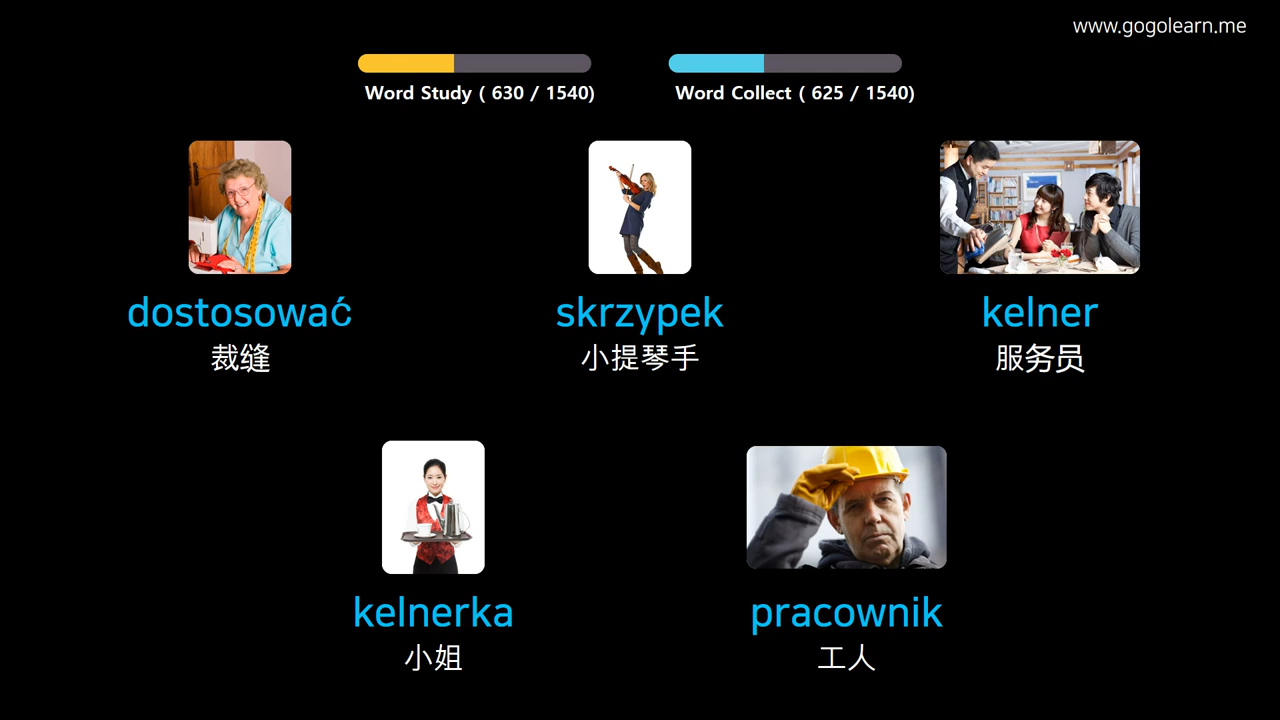 www.gogolearn.me
Word Study ( 630 / 1540)
Word Collect ( 625 / 1540)
dostosować
裁缝
skrzypek
小提琴手
kelner
服务员
kelnerka
小姐
pracownik
工人